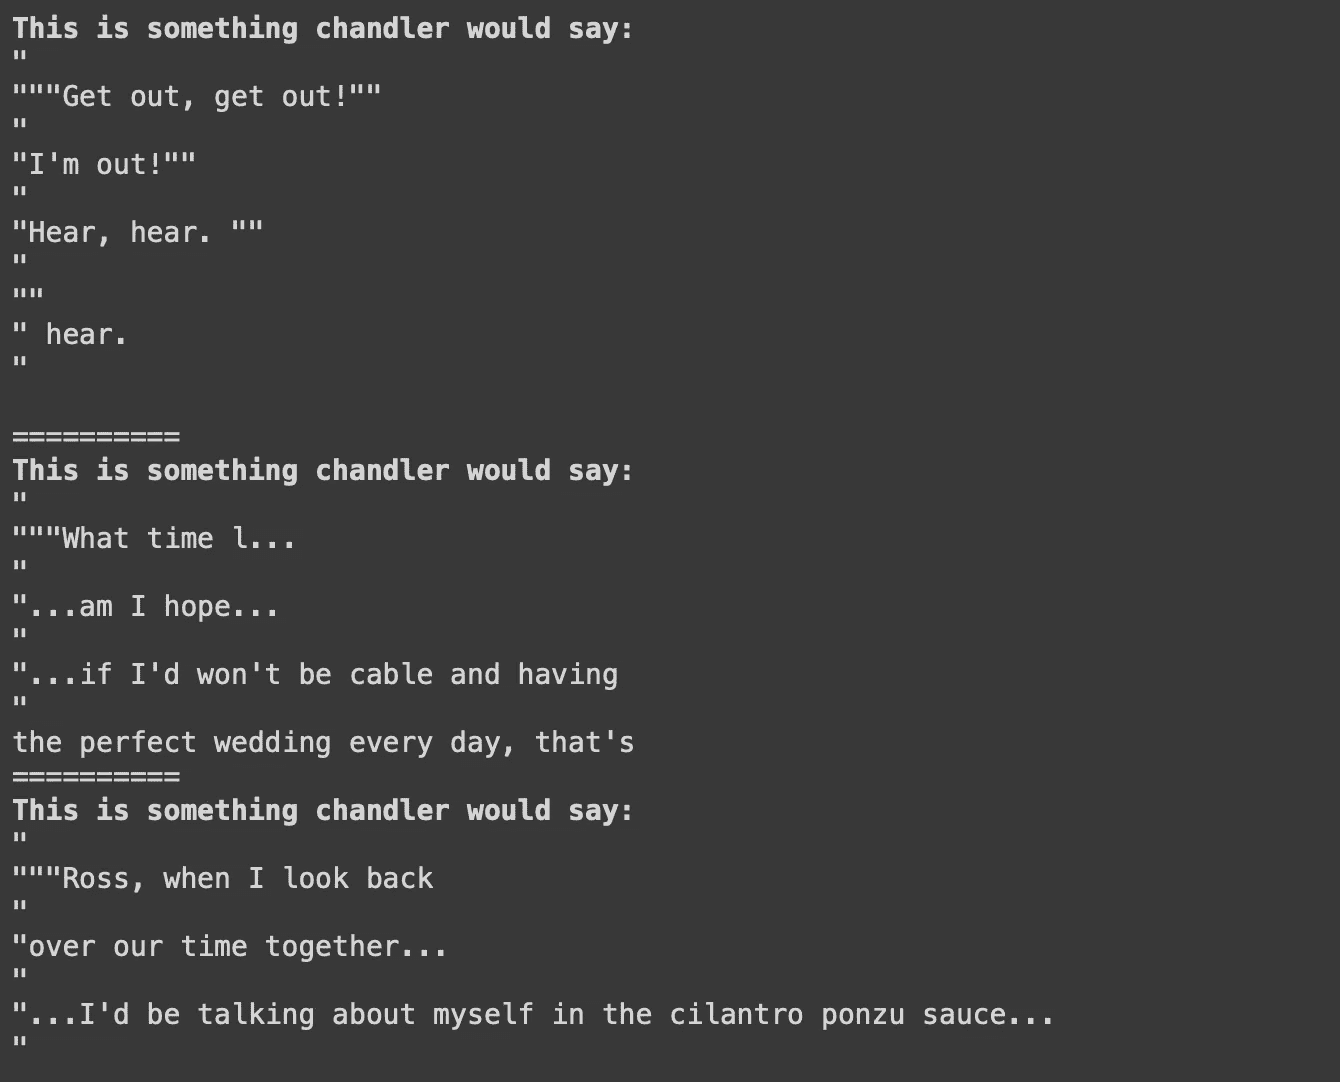 This is something chandler would say:
"
"""Get out, get out!""
"
"I'm out!""
"
"Hear, hear. ""
"
""
" hear.
"
==========
This is something chandler would say:
"
"""What time l...
"
"...am I hope...
"
"...if I'd won't be cable and having
"
the perfect wedding every day, that's
==========
This is something chandler would say:
"
"""Ross, when I look back
"
"over our time together...
"
"...I'd be talking about myself in the cilantro ponzu sauce...
"